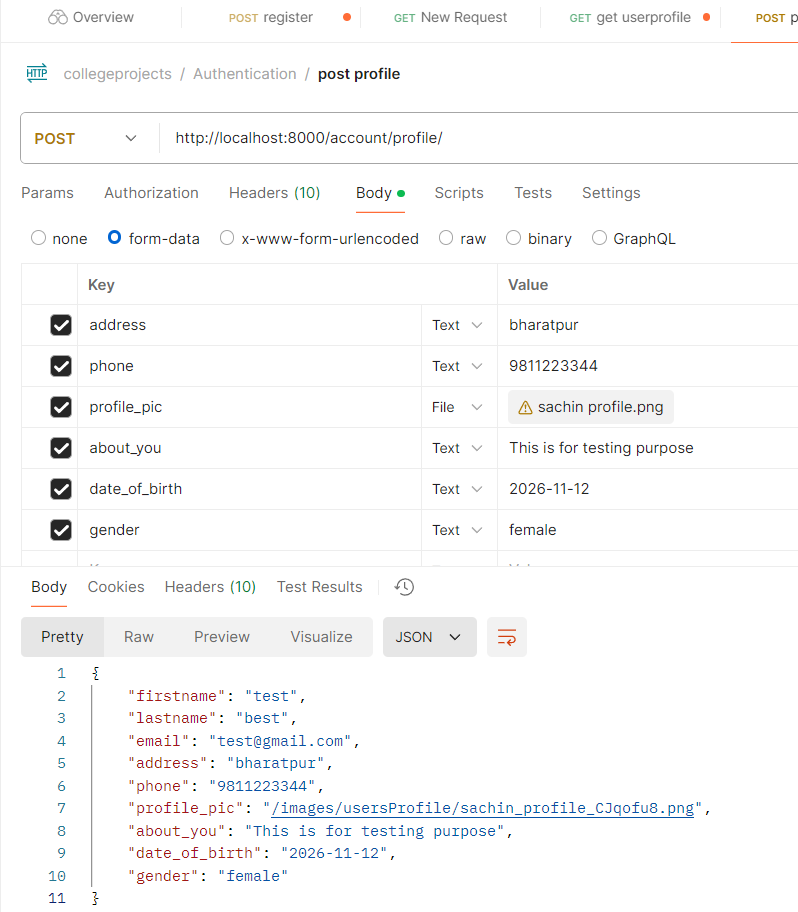 Overview POST register GET New Request GET get userprofile POST p
HTTP collegeprojects / Authentication / post profile
POST http://localhost:8000/account/profile/
Params Authorization Headers (10) Body Scripts Tests Settings
none form-data x-www-form-urlencoded raw binary GraphQL
Key Value
address Text bharatpur
phone Text 9811223344
profile_pic File sachin profile.png
about_you Text This is for testing purpose
date_of_birth Text 2026-11-12
gender Text female
Body Cookies Headers (10) Test Results
Pretty Raw Preview Visualize JSON
1 {
2 "firstname": "test",
3 "lastname": "best",
4 "email": "test@gmail.com",
5 "address": "bharatpur",
6 "phone": "9811223344",
7 "profile_pic": "/images/usersProfile/sachin_profile_CJqofu8.png",
8 "about_you": "This is for testing purpose",
9 "date_of_birth": "2026-11-12",
10 "gender": "female"
11 }